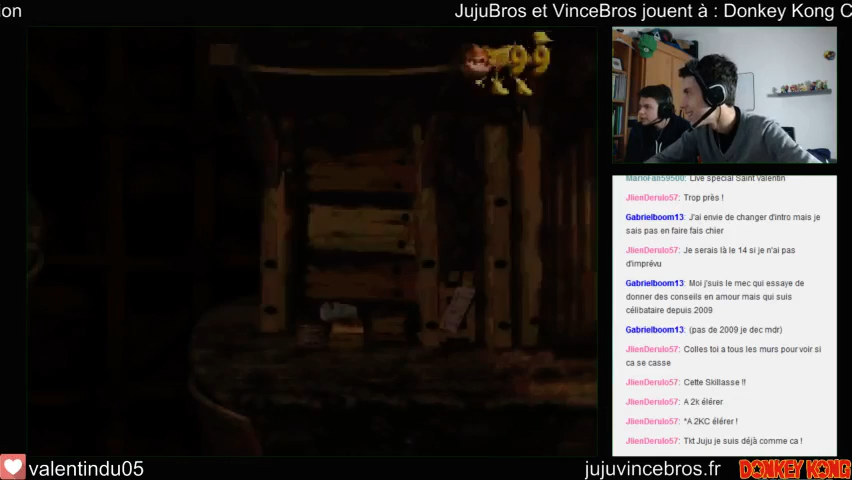 ion
JujuBros et VinceBros jouent à : Donkey Kong C
99
MarioFan59500: Live spécial Saint Valentin
JlienDerulo57: Trop près !
Gabrielboom13: J'ai envie de changer d'intro mais je
sais pas en faire fais chier
JlienDerulo57: Je serais là le 14 si je n'ai pas
d'imprévu
Gabrielboom13: Moi j'suis le mec qui essaye de
donner des conseils en amour mais qui suis
célibataire depuis 2009
Gabrielboom13: (pas de 2009 je dec mdr)
JlienDerulo57: Colles toi a tous les murs pour voir si
ca se casse
JlienDerulo57: Cette Skillasse !!
JlienDerulo57: A 2k élérer
JlienDerulo57: *A 2KC élérer !
JlienDerulo57: Tkt Juju je suis déjà comme ca !
valentindu05
jujuvincebros.fr
DONKEY KONG